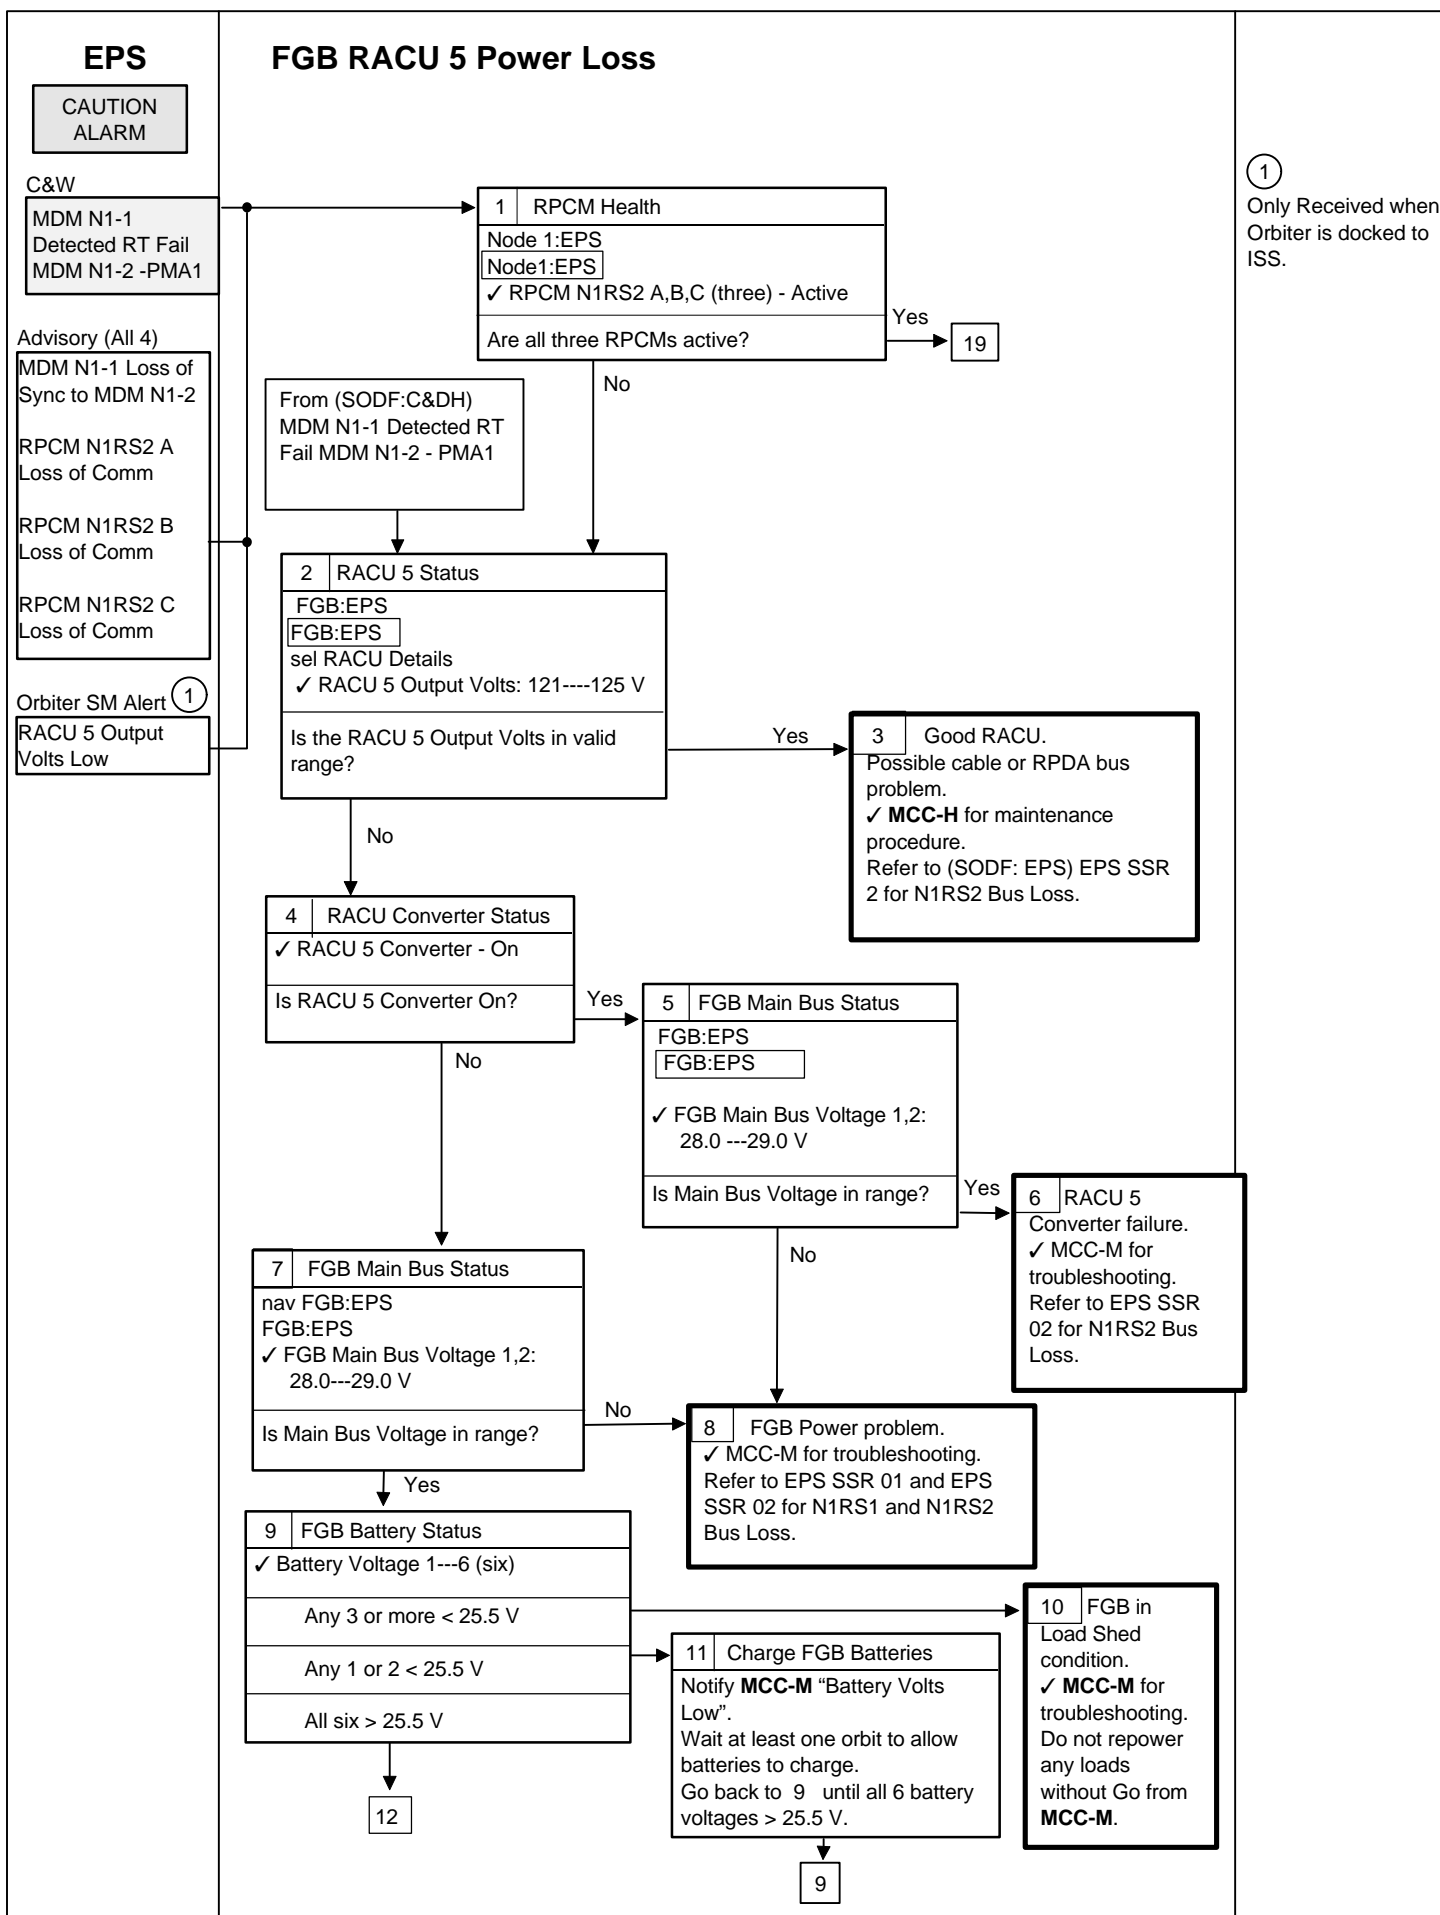 EPS
FGB RACU 5 Power Loss
CAUTION
ALARM
C&W
MDM N1-1
Detected RT Fail
MDM N1-2 -PMA1
Advisory (All 4)
MDM N1-1 Loss of
Sync to MDM N1-2
RPCM N1RS2 A
Loss of Comm
RPCM N1RS2 B
Loss of Comm
RPCM N1RS2 C
Loss of Comm
Orbiter SM Alert 1
RACU 5 Output
Volts Low
1 RPCM Health
Node 1:EPS
Node1:EPS
✓ RPCM N1RS2 A,B,C (three) - Active
Are all three RPCMs active?
Yes
19
No
From (SODF:C&DH)
MDM N1-1 Detected RT
Fail MDM N1-2 - PMA1
2 RACU 5 Status
FGB:EPS
FGB:EPS
sel RACU Details
✓ RACU 5 Output Volts: 121----125 V
Is the RACU 5 Output Volts in valid
range?
Yes
No
3 Good RACU.
Possible cable or RPDA bus
problem.
✓ MCC-H for maintenance
procedure.
Refer to (SODF: EPS) EPS SSR
2 for N1RS2 Bus Loss.
4 RACU Converter Status
✓ RACU 5 Converter - On
Is RACU 5 Converter On?
Yes
No
5 FGB Main Bus Status
FGB:EPS
FGB:EPS
✓ FGB Main Bus Voltage 1,2:
28.0 ---29.0 V
Is Main Bus Voltage in range?
Yes
No
6 RACU 5
Converter failure.
✓ MCC-M for
troubleshooting.
Refer to EPS SSR
02 for N1RS2 Bus
Loss.
7 FGB Main Bus Status
nav FGB:EPS
FGB:EPS
✓ FGB Main Bus Voltage 1,2:
28.0---29.0 V
Is Main Bus Voltage in range?
No
Yes
8 FGB Power problem.
✓ MCC-M for troubleshooting.
Refer to EPS SSR 01 and EPS
SSR 02 for N1RS1 and N1RS2
Bus Loss.
9 FGB Battery Status
✓ Battery Voltage 1---6 (six)
Any 3 or more < 25.5 V
Any 1 or 2 < 25.5 V
All six > 25.5 V
12
10 FGB in
Load Shed
condition.
✓ MCC-M for
troubleshooting.
Do not repower
any loads
without Go from
MCC-M.
11 Charge FGB Batteries
Notify MCC-M “Battery Volts
Low”.
Wait at least one orbit to allow
batteries to charge.
Go back to 9 until all 6 battery
voltages > 25.5 V.
9
1
Only Received when
Orbiter is docked to
ISS.